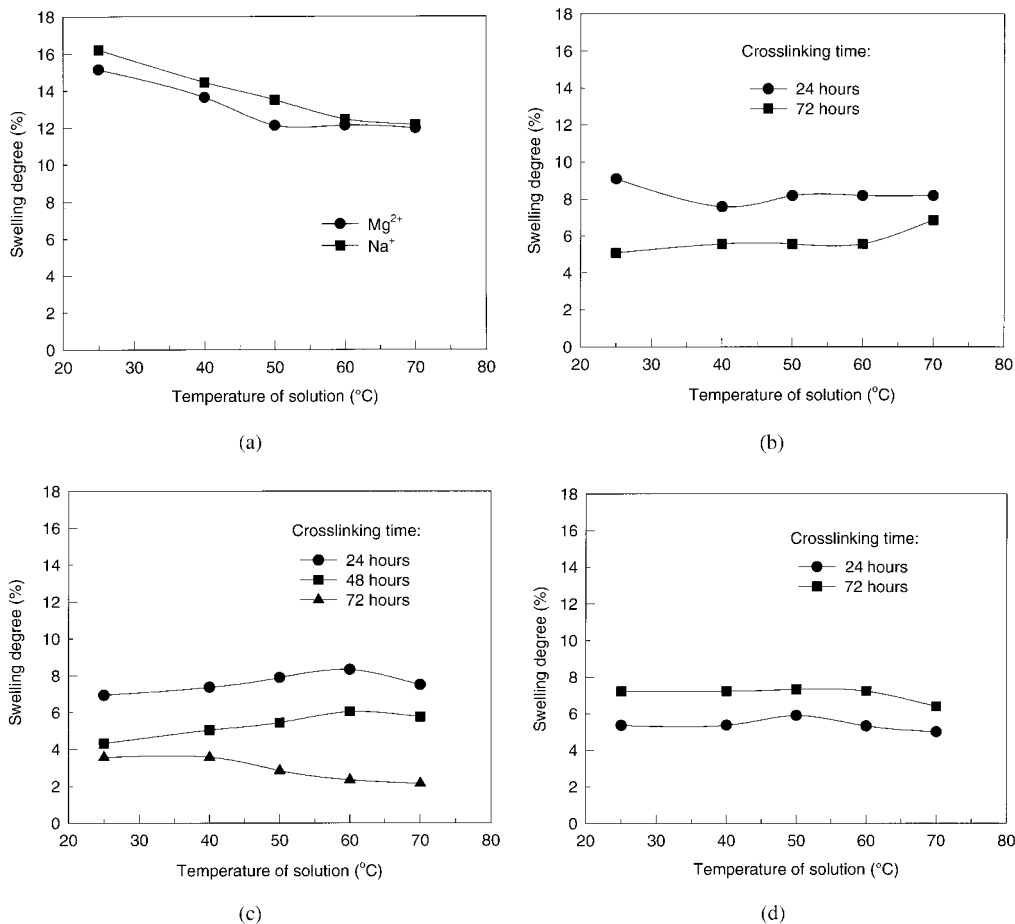 18
16
14
12
10
8
6
4
2
0
Swelling degree (%)
Mg²⁺
Na⁺
20 30 40 50 60 70 80
Temperature of solution (°C)
(a)
18
16
14
12
10
8
6
4
2
0
Swelling degree (%)
Crosslinking time:
24 hours
72 hours
20 30 40 50 60 70 80
Temperature of solution (°C)
(b)
18
16
14
12
10
8
6
4
2
0
Swelling degree (%)
Crosslinking time:
24 hours
48 hours
72 hours
20 30 40 50 60 70 80
Temperature of solution (°C)
(c)
18
16
14
12
10
8
6
4
2
0
Swelling degree (%)
Crosslinking time:
24 hours
72 hours
20 30 40 50 60 70 80
Temperature of solution (°C)
(d)